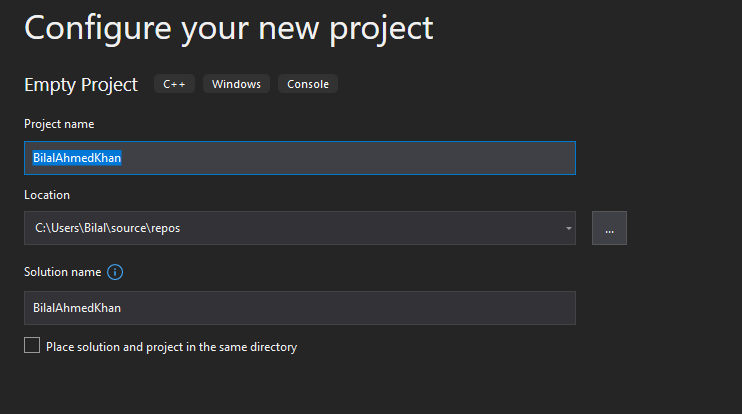 Configure your new project
Empty Project C++ Windows Console
Project name
BilalAhmedKhan
Location
C:\Users\Bilal\source\repos
...
Solution name
BilalAhmedKhan
Place solution and project in the same directory